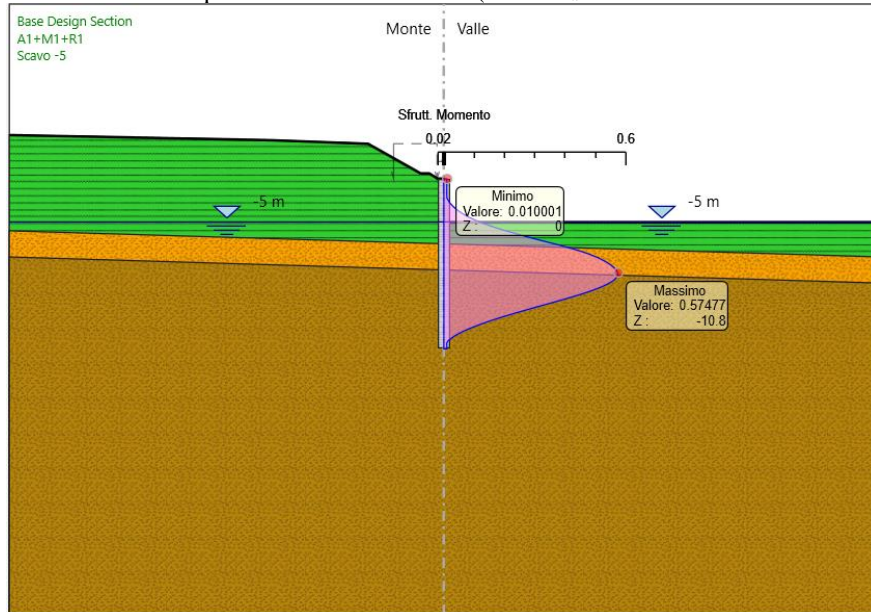 Base Design Section
A1+M1+R1
Scavo -5
Monte
Valle
Sfrutt. Momento
0.02
0.6
Minimo
Valore: 0.010001
Z : 0
-5 m
-5 m
Massimo
Valore: 0.57477
Z : -10.8